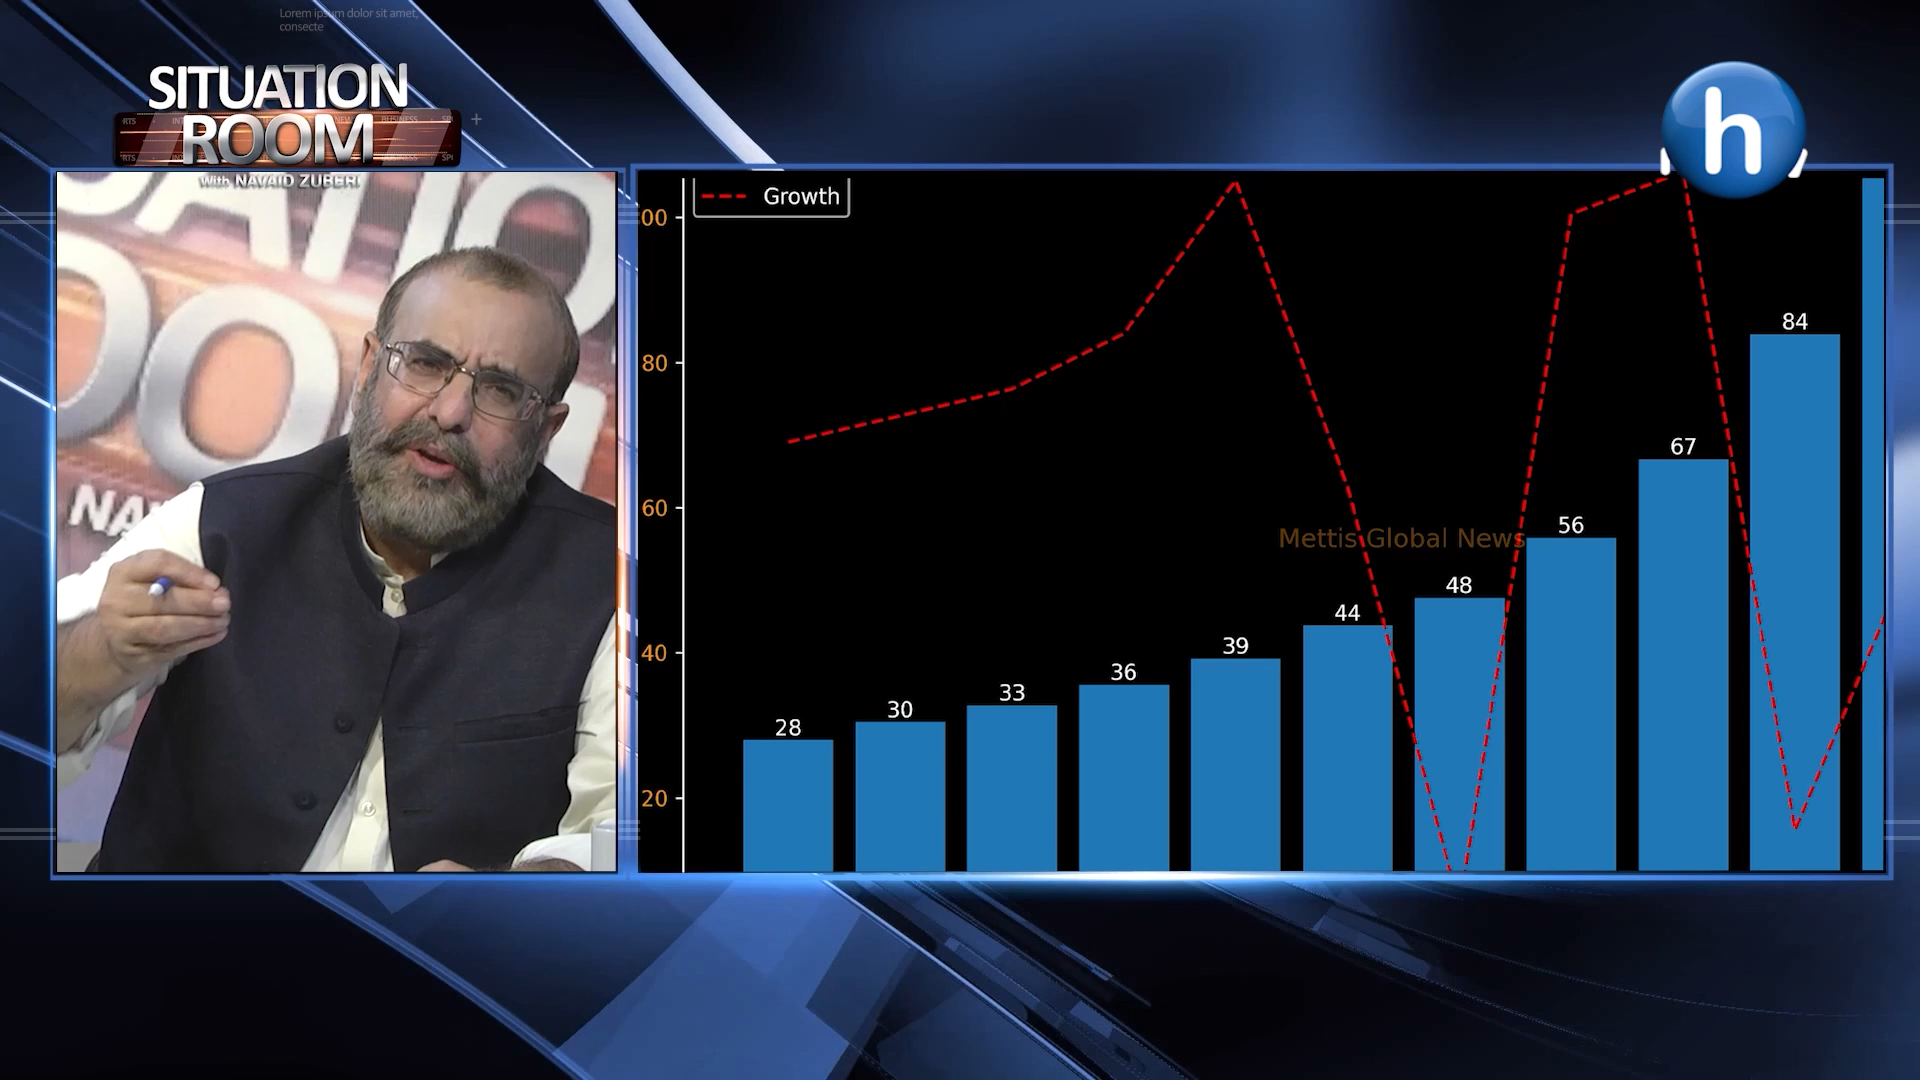 Lorem ipsum dolor sit amet,
consecte
SITUATION
ROOM
With NAVAID ZUBERI
h
Growth
00
80
60
40
20
28
30
33
36
39
44
48
56
67
84
Mettis Global News
NA